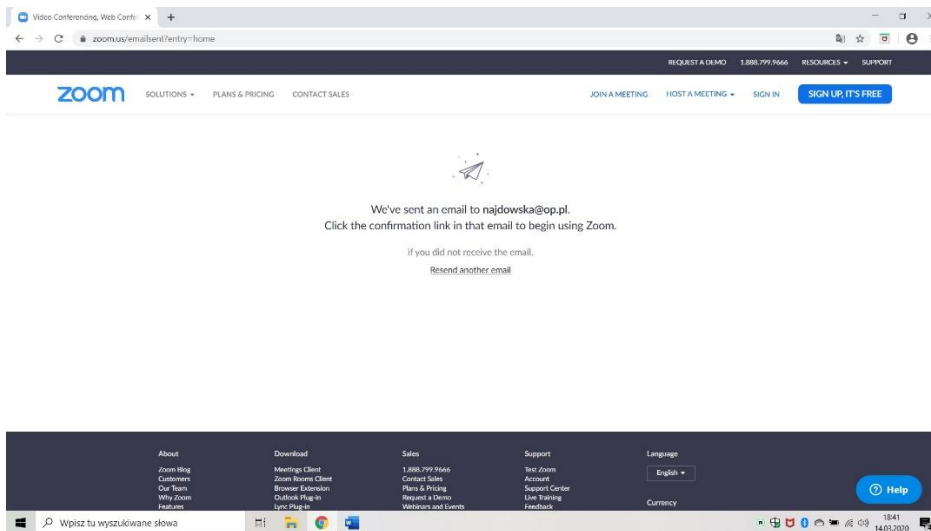 Video Conferencing, Web Confe
zoom.us/emailsent?entry=home
REQUEST A DEMO 1.888.799.9666 RESOURCES SUPPORT
zoom SOLUTIONS PLANS & PRICING CONTACT SALES JOIN A MEETING HOST A MEETING SIGN IN SIGN UP, IT'S FREE
We've sent an email to najdowska@op.pl.
Click the confirmation link in that email to begin using Zoom.
if you did not receive the email,
Resend another email
About Download Sales Support Language
Zoom Blog Meetings Client 1.888.799.9666 Test Zoom English
Customers Zoom Rooms Client Contact Sales Account
Our Team Browser Extension Plans & Pricing Support Center
Why Zoom Outlook Plug-in Request a Demo Live Training
Features Lync Plug-in Webinars and Events Feedback Currency
Help
Wpisz tu wyszukiwane słowa 18:41
14.03.2020